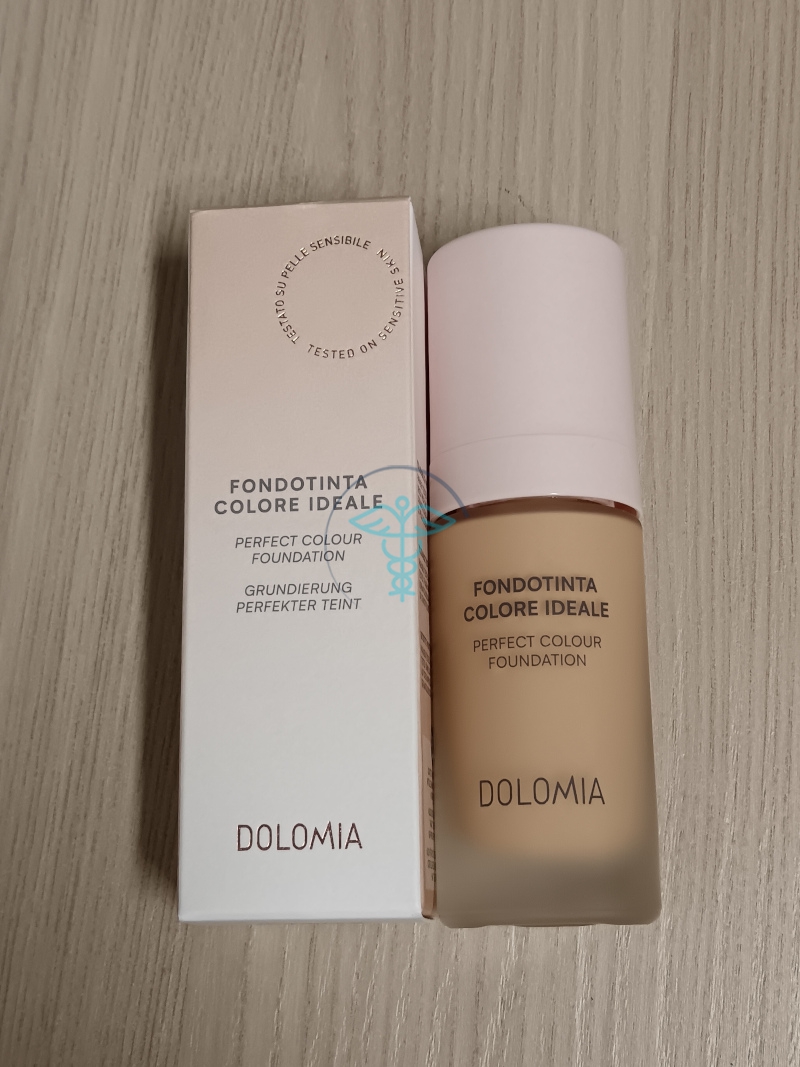 TESTATO SU PELLE SENSIBILE
TESTED ON SENSITIVE SKIN
FONDOTINTA
COLORE IDEALE
PERFECT COLOUR
FOUNDATION
GRUNDIERUNG
PERFEKTER TEINT
DOLOMIA
FONDOTINTA
COLORE IDEALE
PERFECT COLOUR
FOUNDATION
DOLOMIA